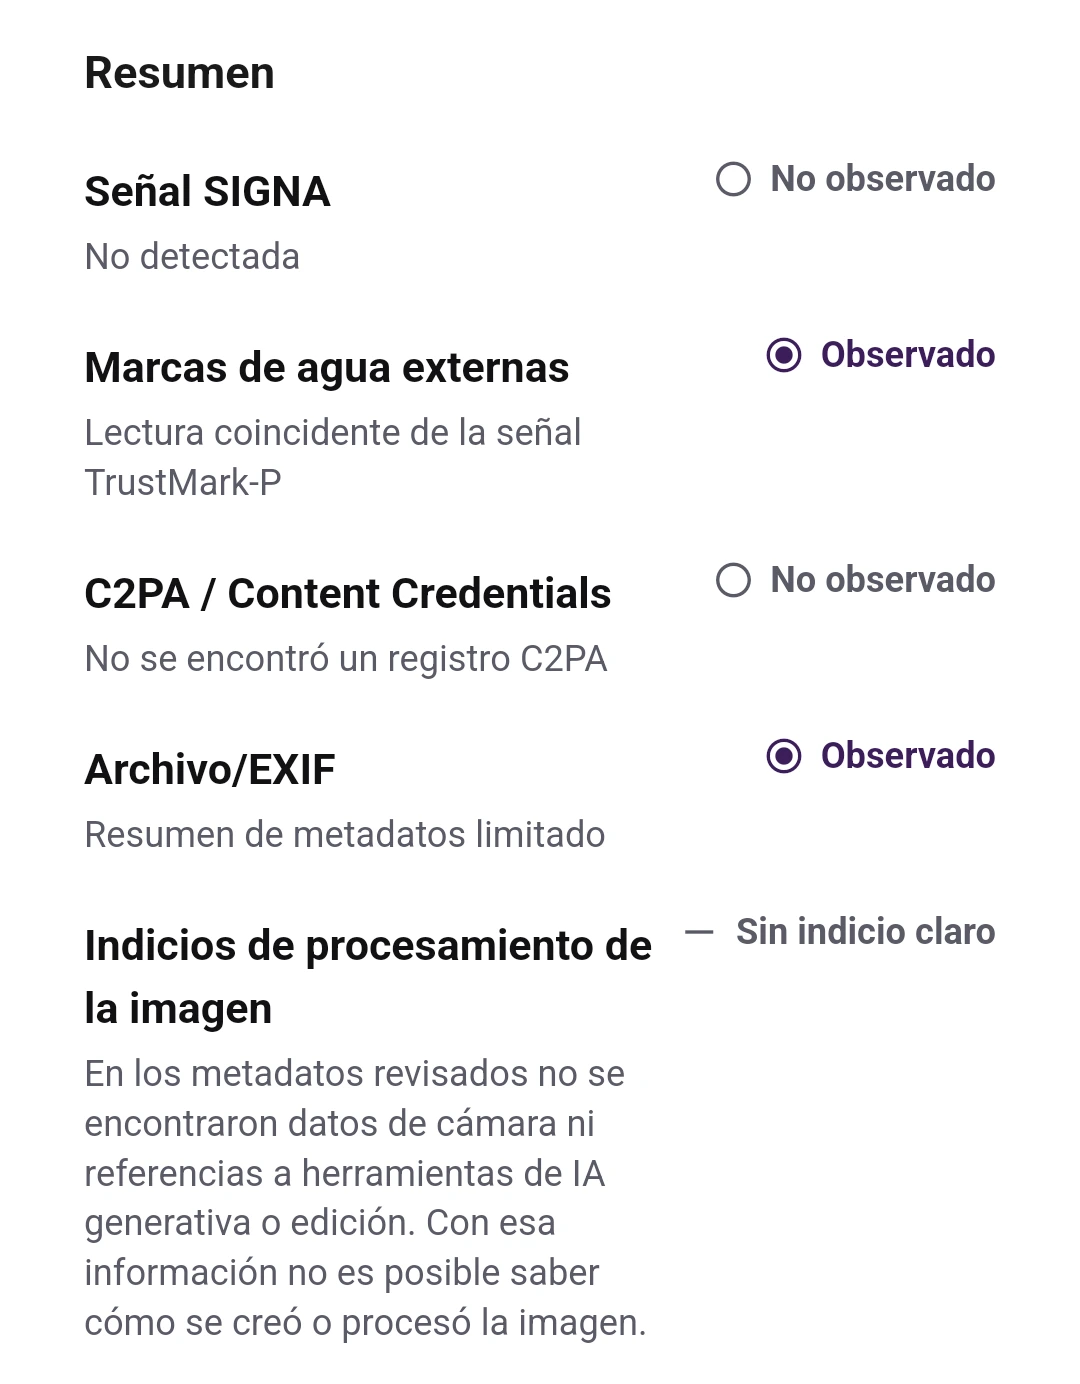 Resumen
Señal SIGNA
No observado
No detectada
Marcas de agua externas
Observado
Lectura coincidente de la señal
TrustMark-P
C2PA / Content Credentials
No observado
No se encontró un registro C2PA
Archivo/EXIF
Observado
Resumen de metadatos limitado
Indicios de procesamiento de
la imagen
Sin indicio claro
En los metadatos revisados no se
encontraron datos de cámara ni
referencias a herramientas de IA
generativa o edición. Con esa
información no es posible saber
cómo se creó o procesó la imagen.